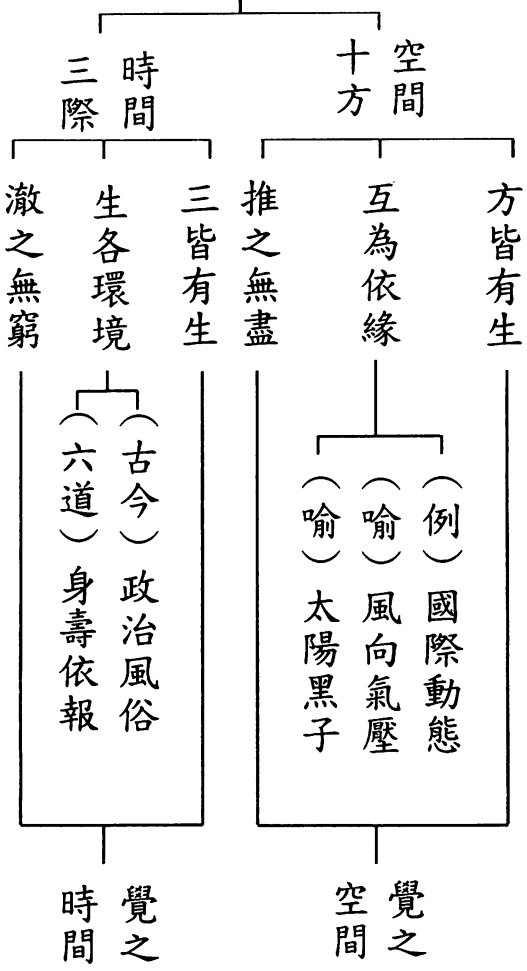 空間
十方
時間
三際
方皆有生
互為依緣
推之無盡
三皆有生
生各環境
澈之無窮
（例）國際動態
（喻）風向氣壓
（喻）太陽黑子
（古今）政治風俗
（六道）身壽依報
覺之
空間
覺之
時間